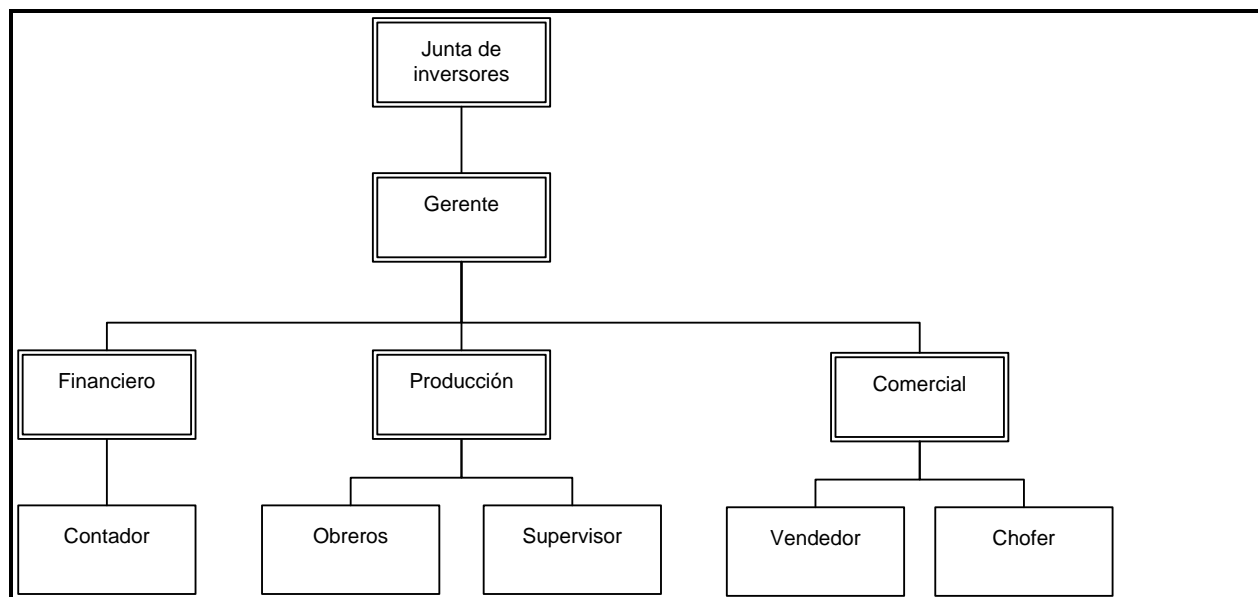 Junta de
inversores
Gerente
Financiero
Producción
Comercial
Contador
Obreros
Supervisor
Vendedor
Chofer